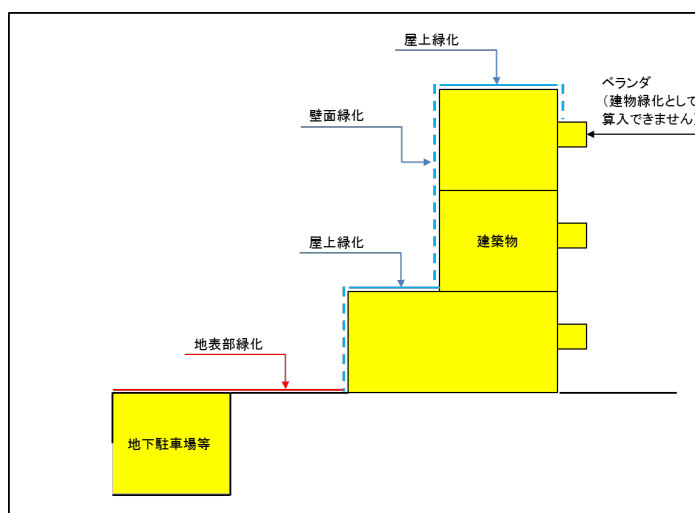 屋上緑化
ベランダ
（建物緑化として
算入できません）
壁面緑化
屋上緑化
建築物
地表部緑化
地下駐車場等